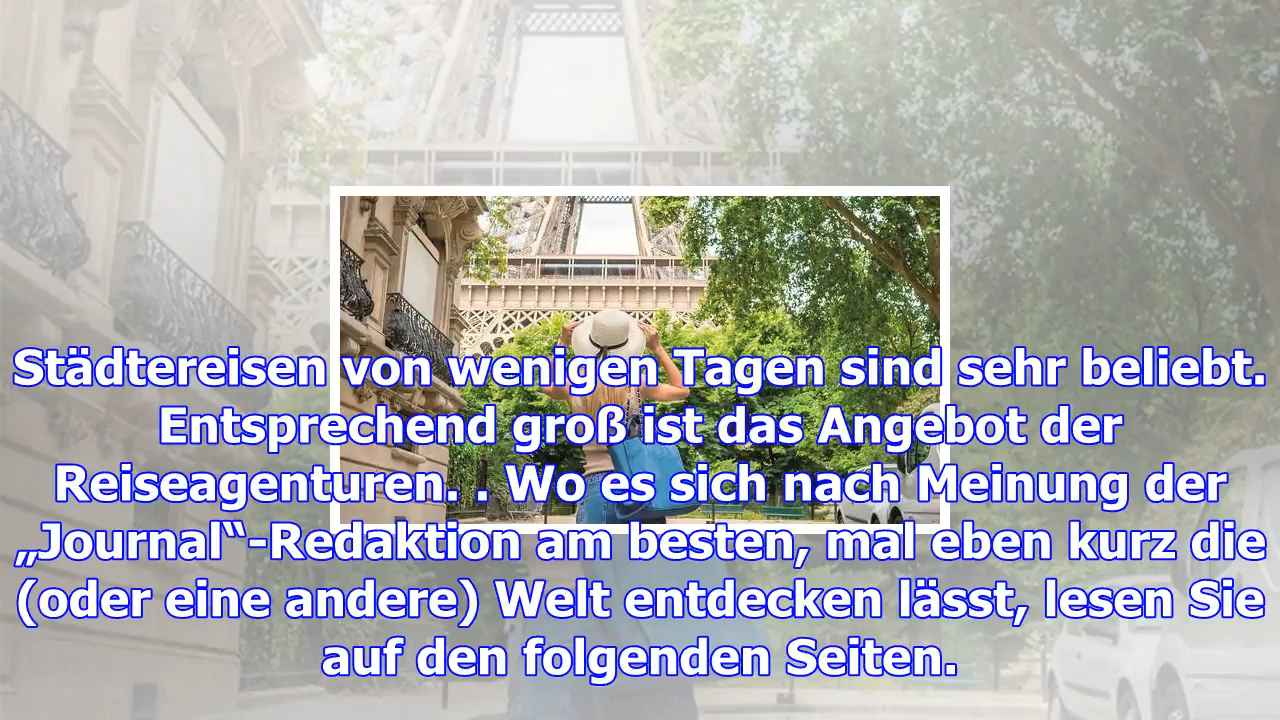 Städtereisen von wenigen Tagen sind sehr beliebt.
Entsprechend groß ist das Angebot der
Reiseagenturen. . Wo es sich nach Meinung der
„Journal“-Redaktion am besten, mal eben kurz die
(oder eine andere) Welt entdecken lässt, lesen Sie
auf den folgenden Seiten.